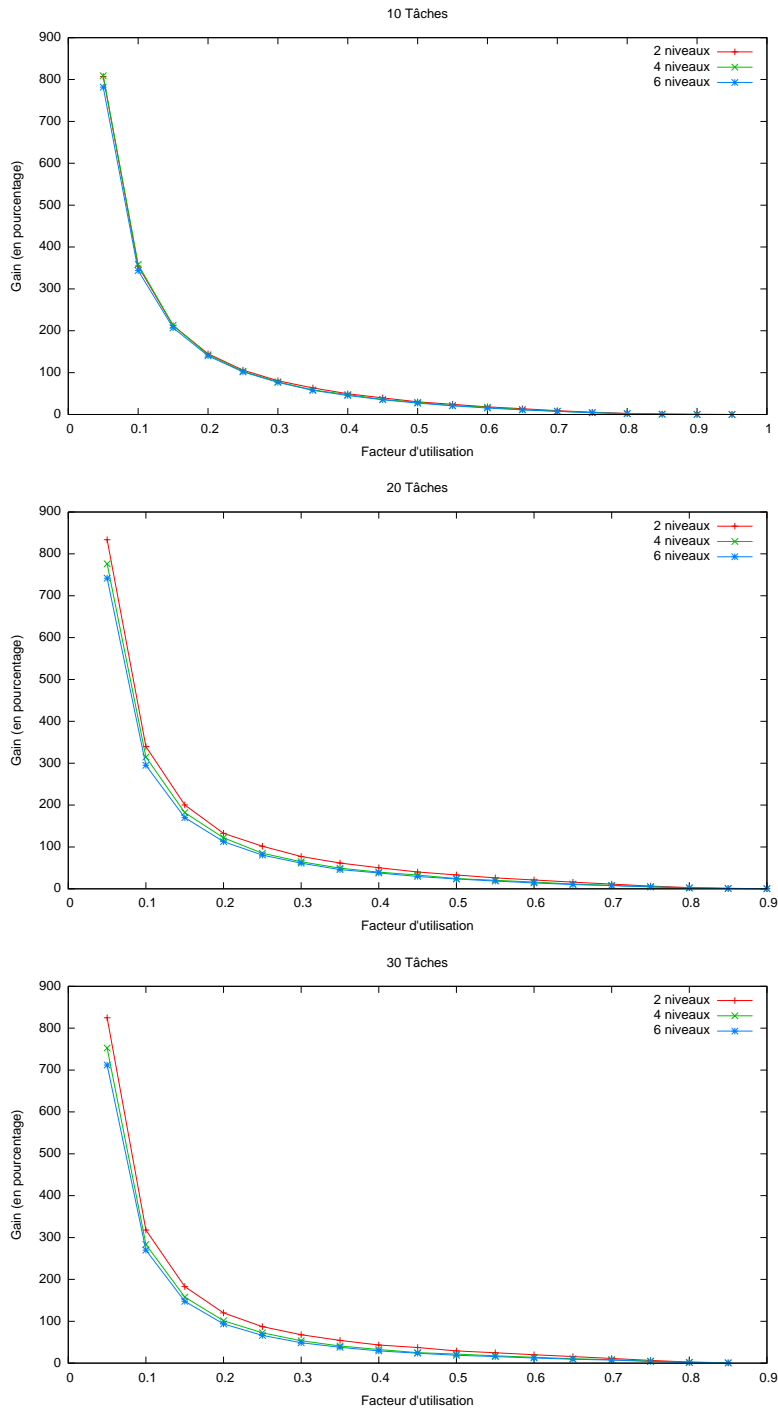 10 Tâches
900
800
700
600
500
400
300
200
100
0
Gain (en pourcentage)
2 niveaux
4 niveaux
6 niveaux
0 0.1 0.2 0.3 0.4 0.5 0.6 0.7 0.8 0.9 1
Facteur d'utilisation
20 Tâches
900
800
700
600
500
400
300
200
100
0
Gain (en pourcentage)
2 niveaux
4 niveaux
6 niveaux
0 0.1 0.2 0.3 0.4 0.5 0.6 0.7 0.8 0.9
Facteur d'utilisation
30 Tâches
900
800
700
600
500
400
300
200
100
0
Gain (en pourcentage)
2 niveaux
4 niveaux
6 niveaux
0 0.1 0.2 0.3 0.4 0.5 0.6 0.7 0.8 0.9
Facteur d'utilisation